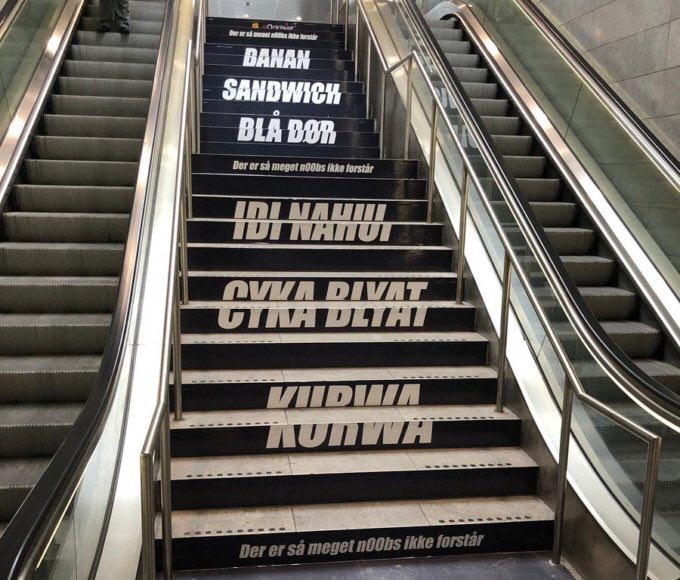 Der er så meget n00bs ikke forstår
BANAN
SANDWICH
BLÅ DØR
Der er så meget n00bs ikke forstår
IDI NAHUI
CYKA BLYAT
KURWA
Der er så meget n00bs ikke forstår